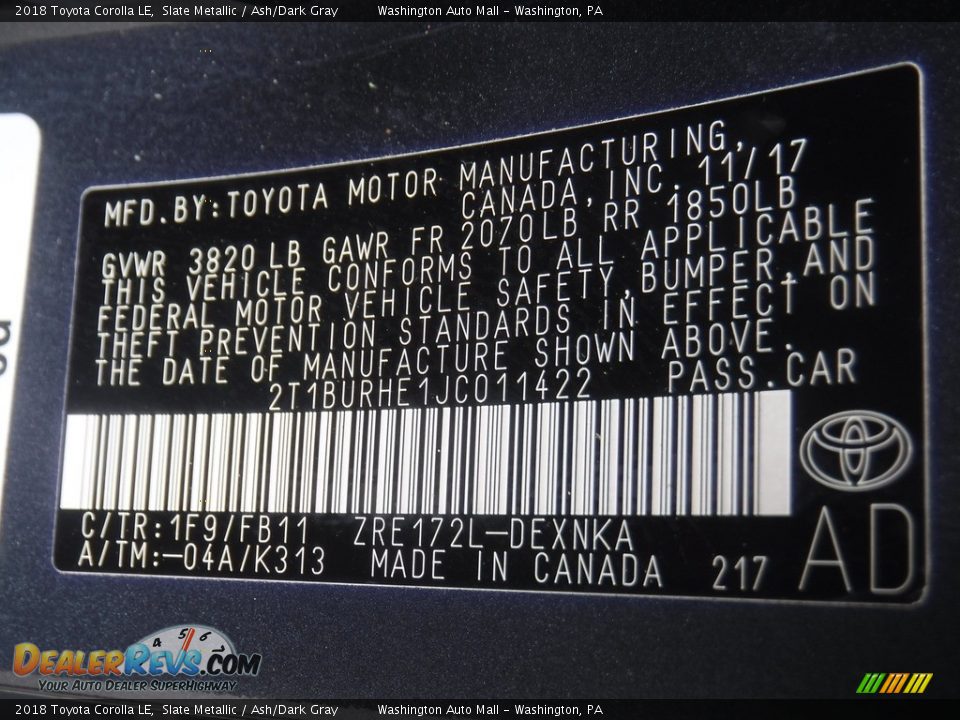 2018 Toyota Corolla LE, Slate Metallic / Ash/Dark Gray Washington Auto Mall - Washington, PA
MFD.BY:TOYOTA MOTOR MANUFACTURING,
CANADA, INC. 11/17
GVWR 3820 LB GAWR FR 2070LB RR 1850LB
THIS VEHICLE CONFORMS TO ALL APPLICABLE
FEDERAL MOTOR VEHICLE SAFETY,BUMPER,AND
THEFT PREVENTION STANDARDS IN EFFECT ON
THE DATE OF MANUFACTURE SHOWN ABOVE.
2T1BURHE1JC011422 PASS.CAR
C/TR:1F9/FB11 ZRE172L-DEXNKA
A/TM:-04A/K313 MADE IN CANADA 217 AD
4 5 6
DEALERREVS.COM
YOUR AUTO DEALER SUPERHIGHWAY
2018 Toyota Corolla LE, Slate Metallic / Ash/Dark Gray Washington Auto Mall - Washington, PA